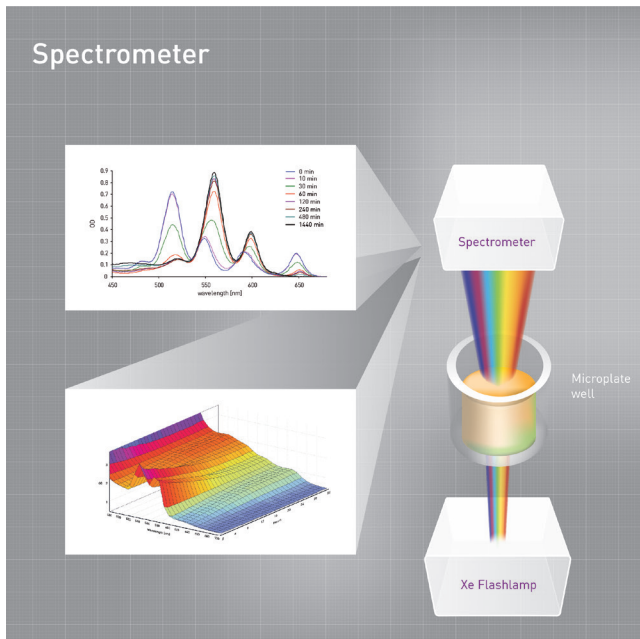 Spectrometer
0.9
0.8
0.7
0.6
0.5
0.4
0.3
0.2
0.1
0
OD
450
500
550
600
650
wavelength [nm]
0 min
10 min
30 min
60 min
120 min
240 min
480 min
1440 min
Spectrometer
Microplate
well
Xe Flashlamp